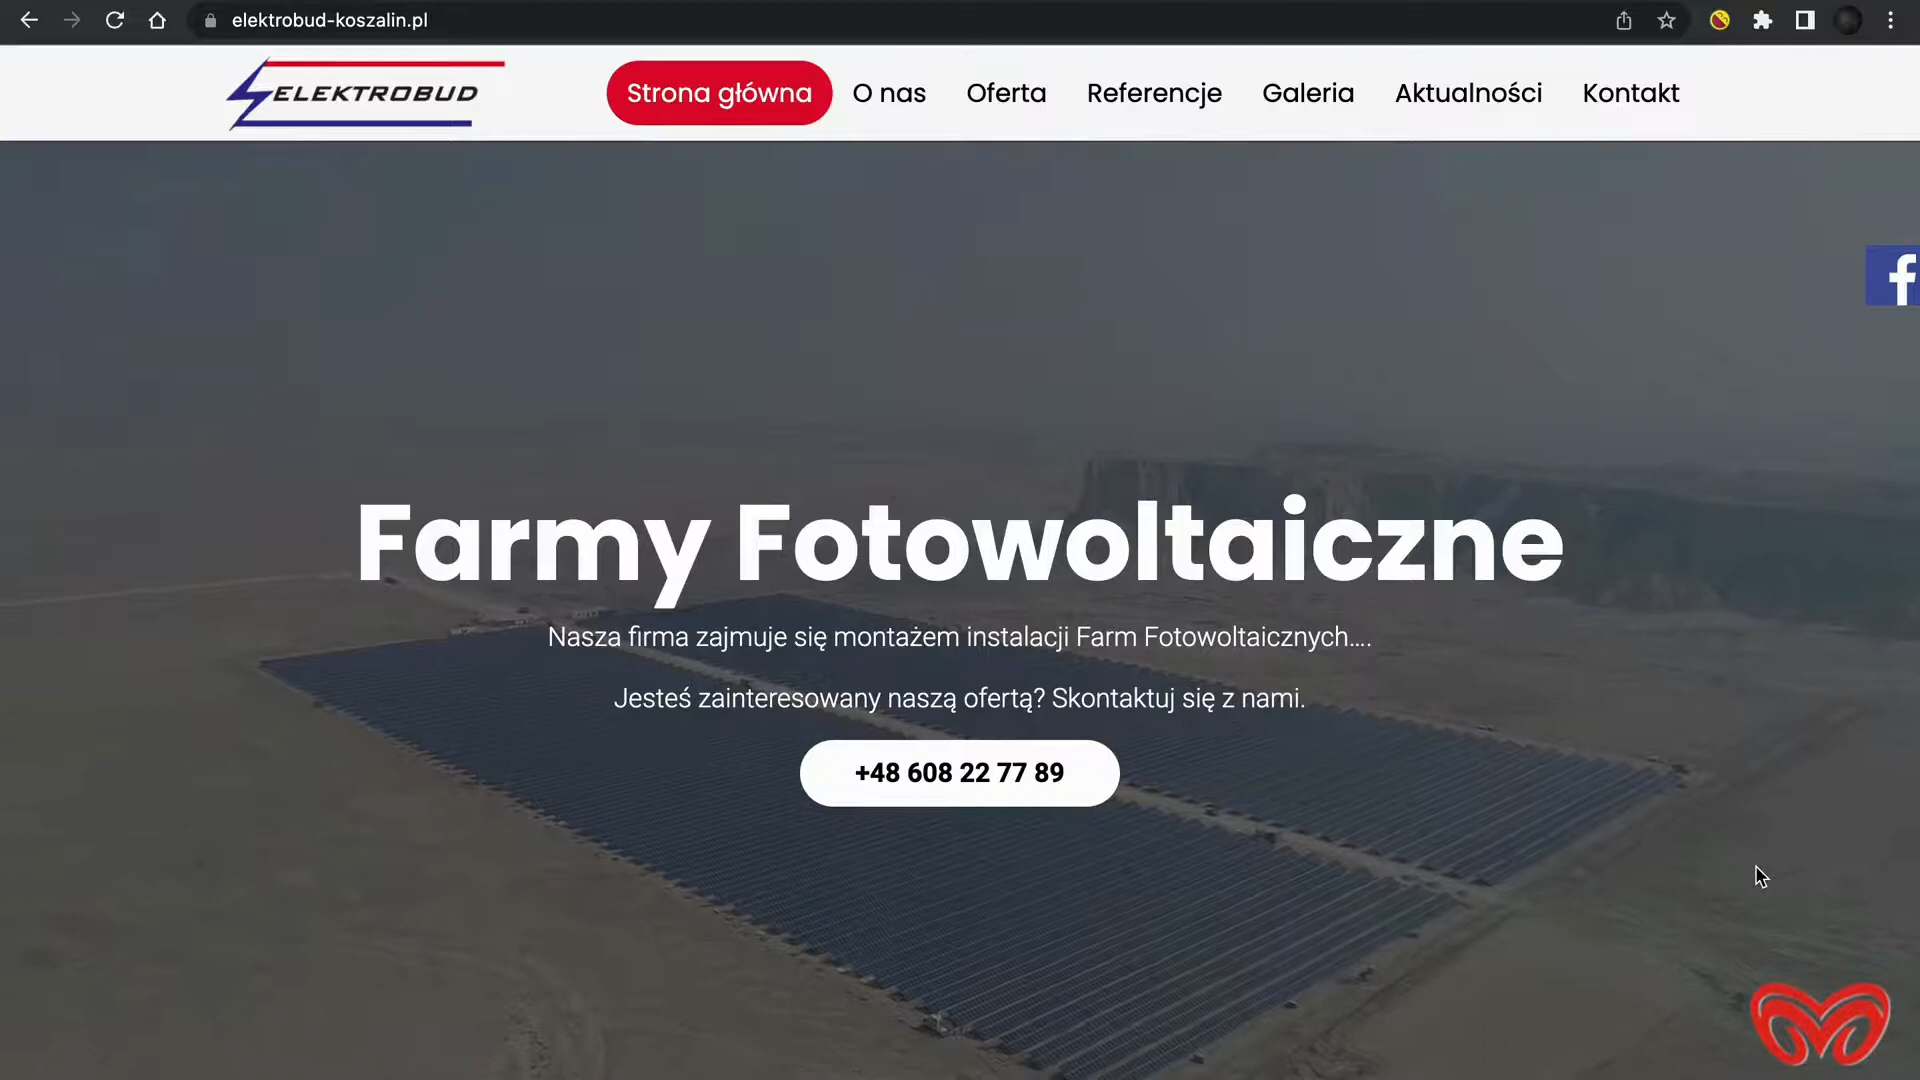 elektrobud-koszalin.pl
ELEKTROBUD
Strona główna
O nas
Oferta
Referencje
Galeria
Aktualności
Kontakt
Farmy Fotowoltaiczne
Nasza firma zajmuje się montażem instalacji Farm Fotowoltaicznych....
Jesteś zainteresowany naszą ofertą? Skontaktuj się z nami.
+48 608 22 77 89